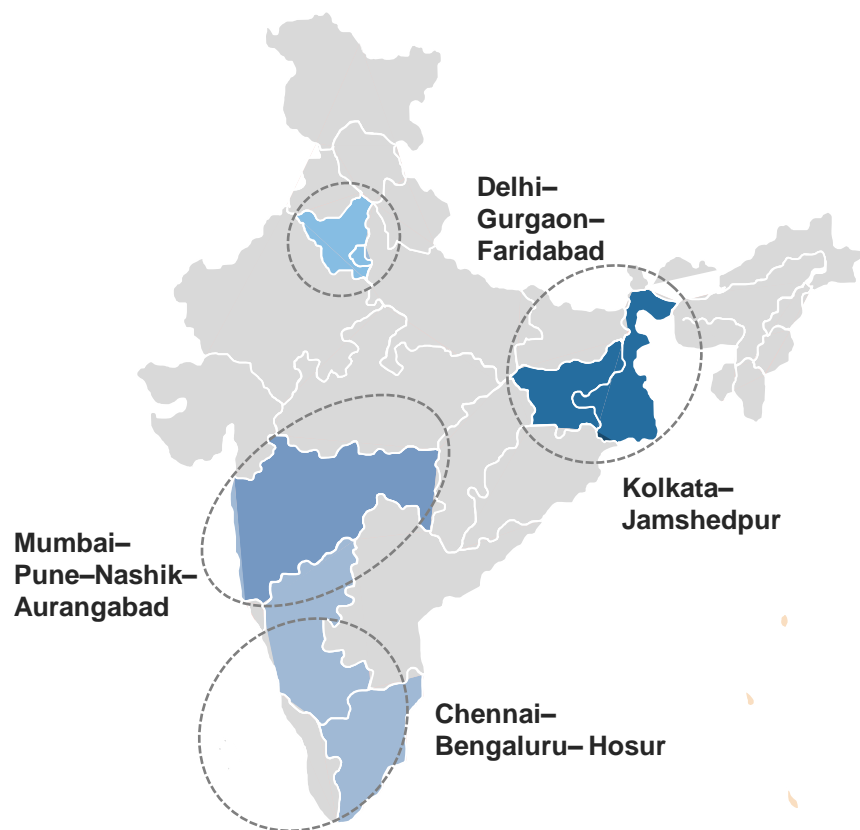 Delhi–
Gurgaon–
Faridabad
Kolkata–
Jamshedpur
Mumbai–
Pune–Nashik–
Aurangabad
Chennai–
Bengaluru– Hosur